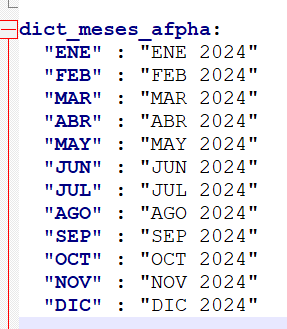 dict_meses_afpha:
"ENE" : "ENE 2024"
"FEB" : "FEB 2024"
"MAR" : "MAR 2024"
"ABR" : "ABR 2024"
"MAY" : "MAY 2024"
"JUN" : "JUN 2024"
"JUL" : "JUL 2024"
"AGO" : "AGO 2024"
"SEP" : "SEP 2024"
"OCT" : "OCT 2024"
"NOV" : "NOV 2024"
"DIC" : "DIC 2024"